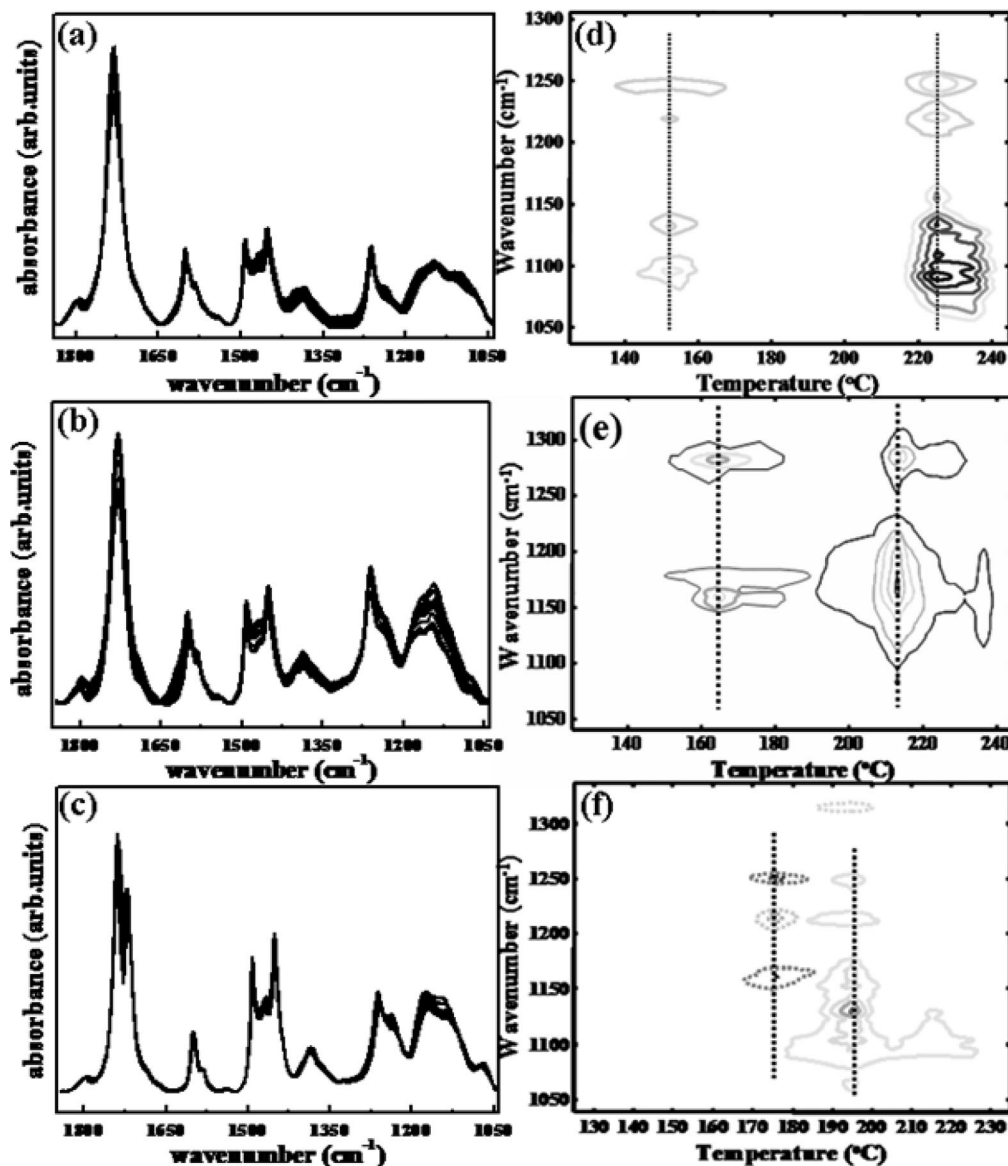 (a)
absorbance (arb.units)
1800 1650 1500 1350 1200 1050
wavenumber (cm⁻¹)
(d)
Wavenumber (cm⁻¹)
1300
1250
1200
1150
1100
1050
140 160 180 200 220 240
Temperature (°C)
(b)
absorbance (arb.units)
1800 1650 1500 1350 1200 1050
wavenumber (cm⁻¹)
(e)
Wavenumber (cm⁻¹)
1300
1250
1200
1150
1100
1050
140 160 180 200 220 240
Temperature (°C)
(c)
absorbance (arb.units)
1800 1650 1500 1350 1200 1050
wavenumber (cm⁻¹)
(f)
Wavenumber (cm⁻¹)
1300
1250
1200
1150
1100
1050
130 140 150 160 170 180 190 200 210 220 230
Temperature (°C)